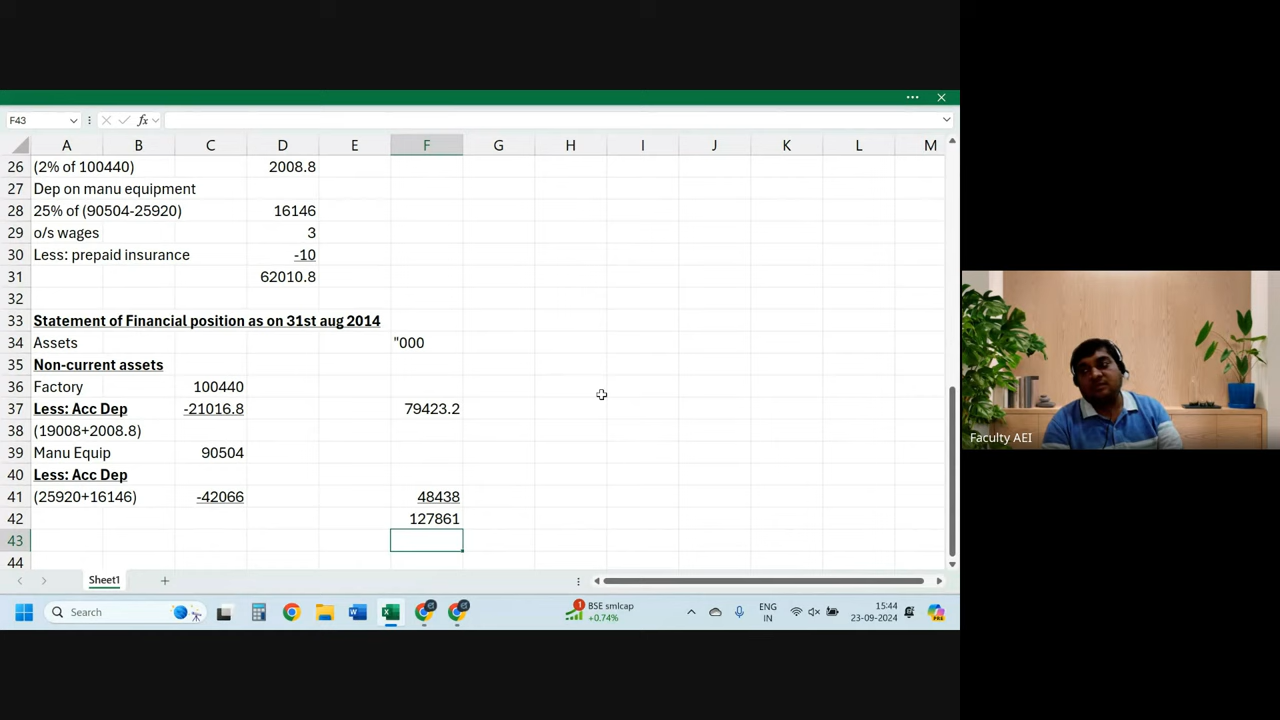 F43 fx
A B C D E F G H I J K L M
26 (2% of 100440) 2008.8
27 Dep on manu equipment
28 25% of (90504-25920) 16146
29 o/s wages 3
30 Less: prepaid insurance -10
31 62010.8
32
33 Statement of Financial position as on 31st aug 2014
34 Assets "000
35 Non-current assets
36 Factory 100440
37 Less: Acc Dep -21016.8 79423.2
38 (19008+2008.8)
39 Manu Equip 90504
40 Less: Acc Dep
41 (25920+16146) -42066 48438
42 127861
43
44
Sheet1
Search
1 BSE smlcap
+0.74%
ENG
IN
15:44
23-09-2024
Faculty AEI